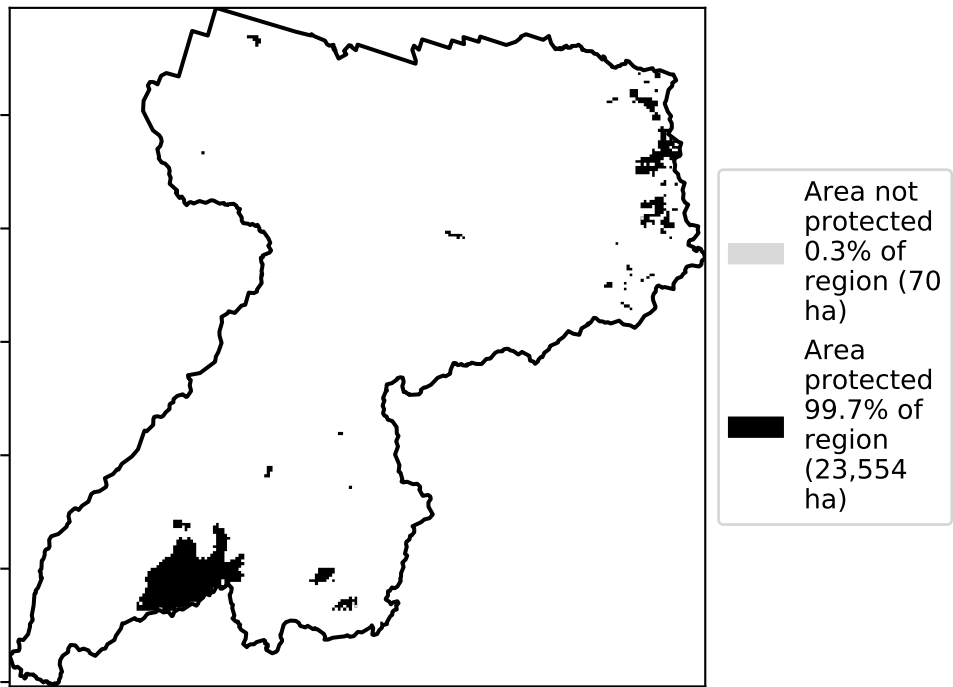 Area not
protected
0.3% of
region (70
ha)
Area
protected
99.7% of
region
(23,554
ha)